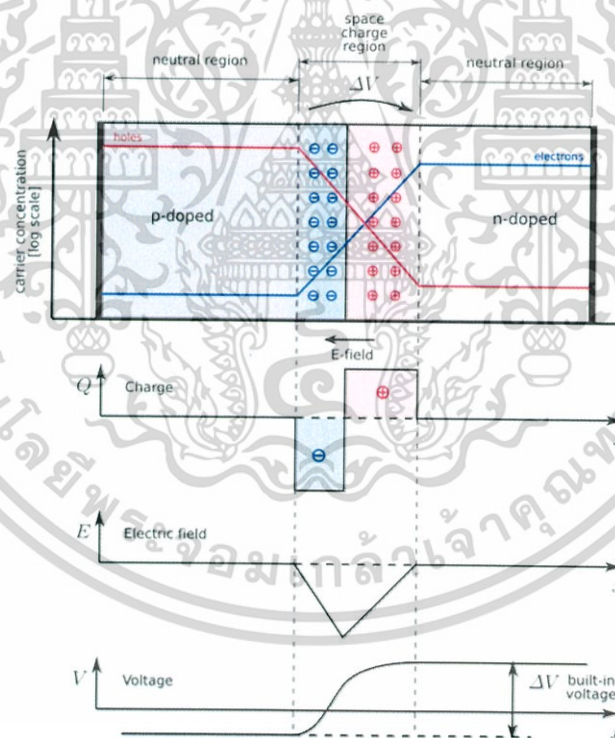 space
charge
region
neutral region
neutral region
ΔV
holes
electrons
carrier concentration
[log scale]
p-doped
n-doped
E-field
Q Charge
E Electric field
V Voltage
ΔV built-in
voltage